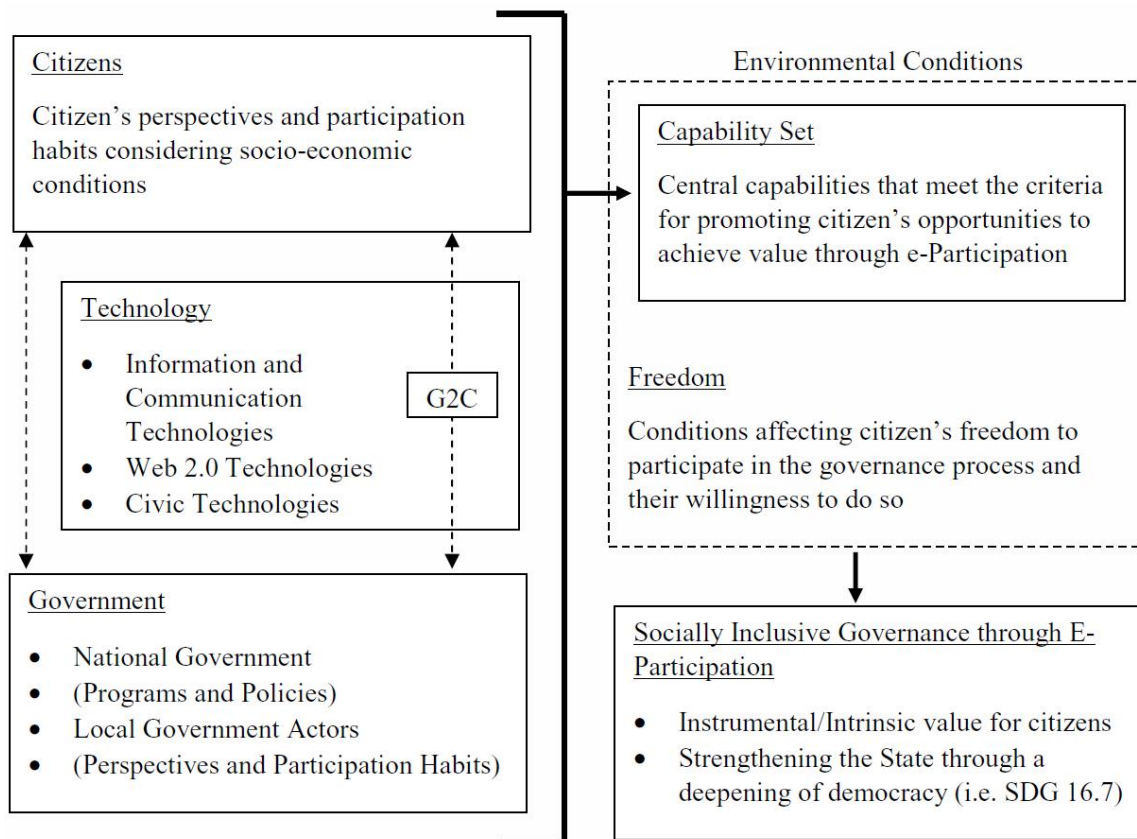 Citizens
Citizen’s perspectives and participation
habits considering socio-economic
conditions
Technology
• Information and
Communication
Technologies
• Web 2.0 Technologies
• Civic Technologies
G2C
Government
• National Government
• (Programs and Policies)
• Local Government Actors
• (Perspectives and Participation Habits)
Environmental Conditions
Capability Set
Central capabilities that meet the criteria
for promoting citizen’s opportunities to
achieve value through e-Participation
Freedom
Conditions affecting citizen’s freedom to
participate in the governance process and
their willingness to do so
Socially Inclusive Governance through E-
Participation
• Instrumental/Intrinsic value for citizens
• Strengthening the State through a
deepening of democracy (i.e. SDG 16.7)